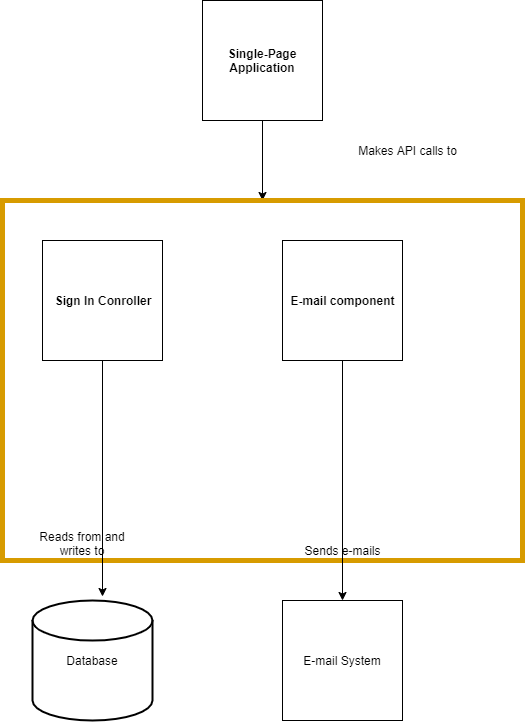 Single-Page
Application
Makes API calls to
Sign In Conroller
E-mail component
Reads from and
writes to
Sends e-mails
Database
E-mail System